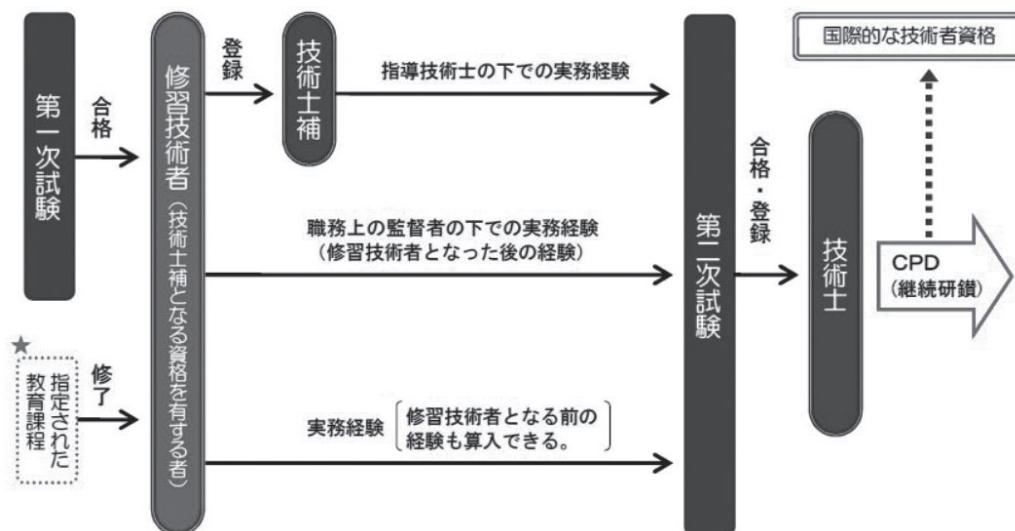 第一次試験
合格
★
指定された
教育課程
修了
修習技術者（技術士補となる資格を有する者）
登録
技術士補
指導技術士の下での実務経験
職務上の監督者の下での実務経験
（修習技術者となった後の経験）
実務経験
修習技術者となる前の
経験も算入できる。
第二次試験
合格・登録
技術士
国際的な技術者資格
CPD
（継続研鑽）